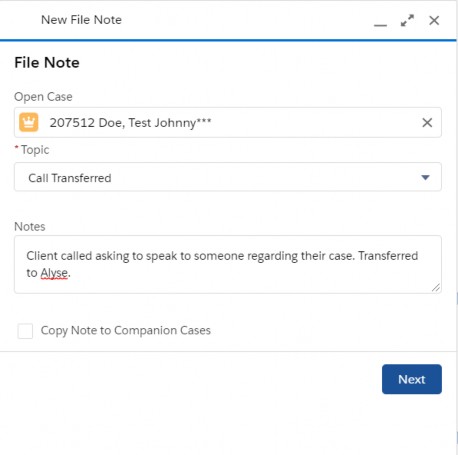 New File Note
File Note
Open Case
207512 Doe, Test Johnny***
* Topic
Call Transferred
Notes
Client called asking to speak to someone regarding their case. Transferred
to Alyse.
Copy Note to Companion Cases
Next